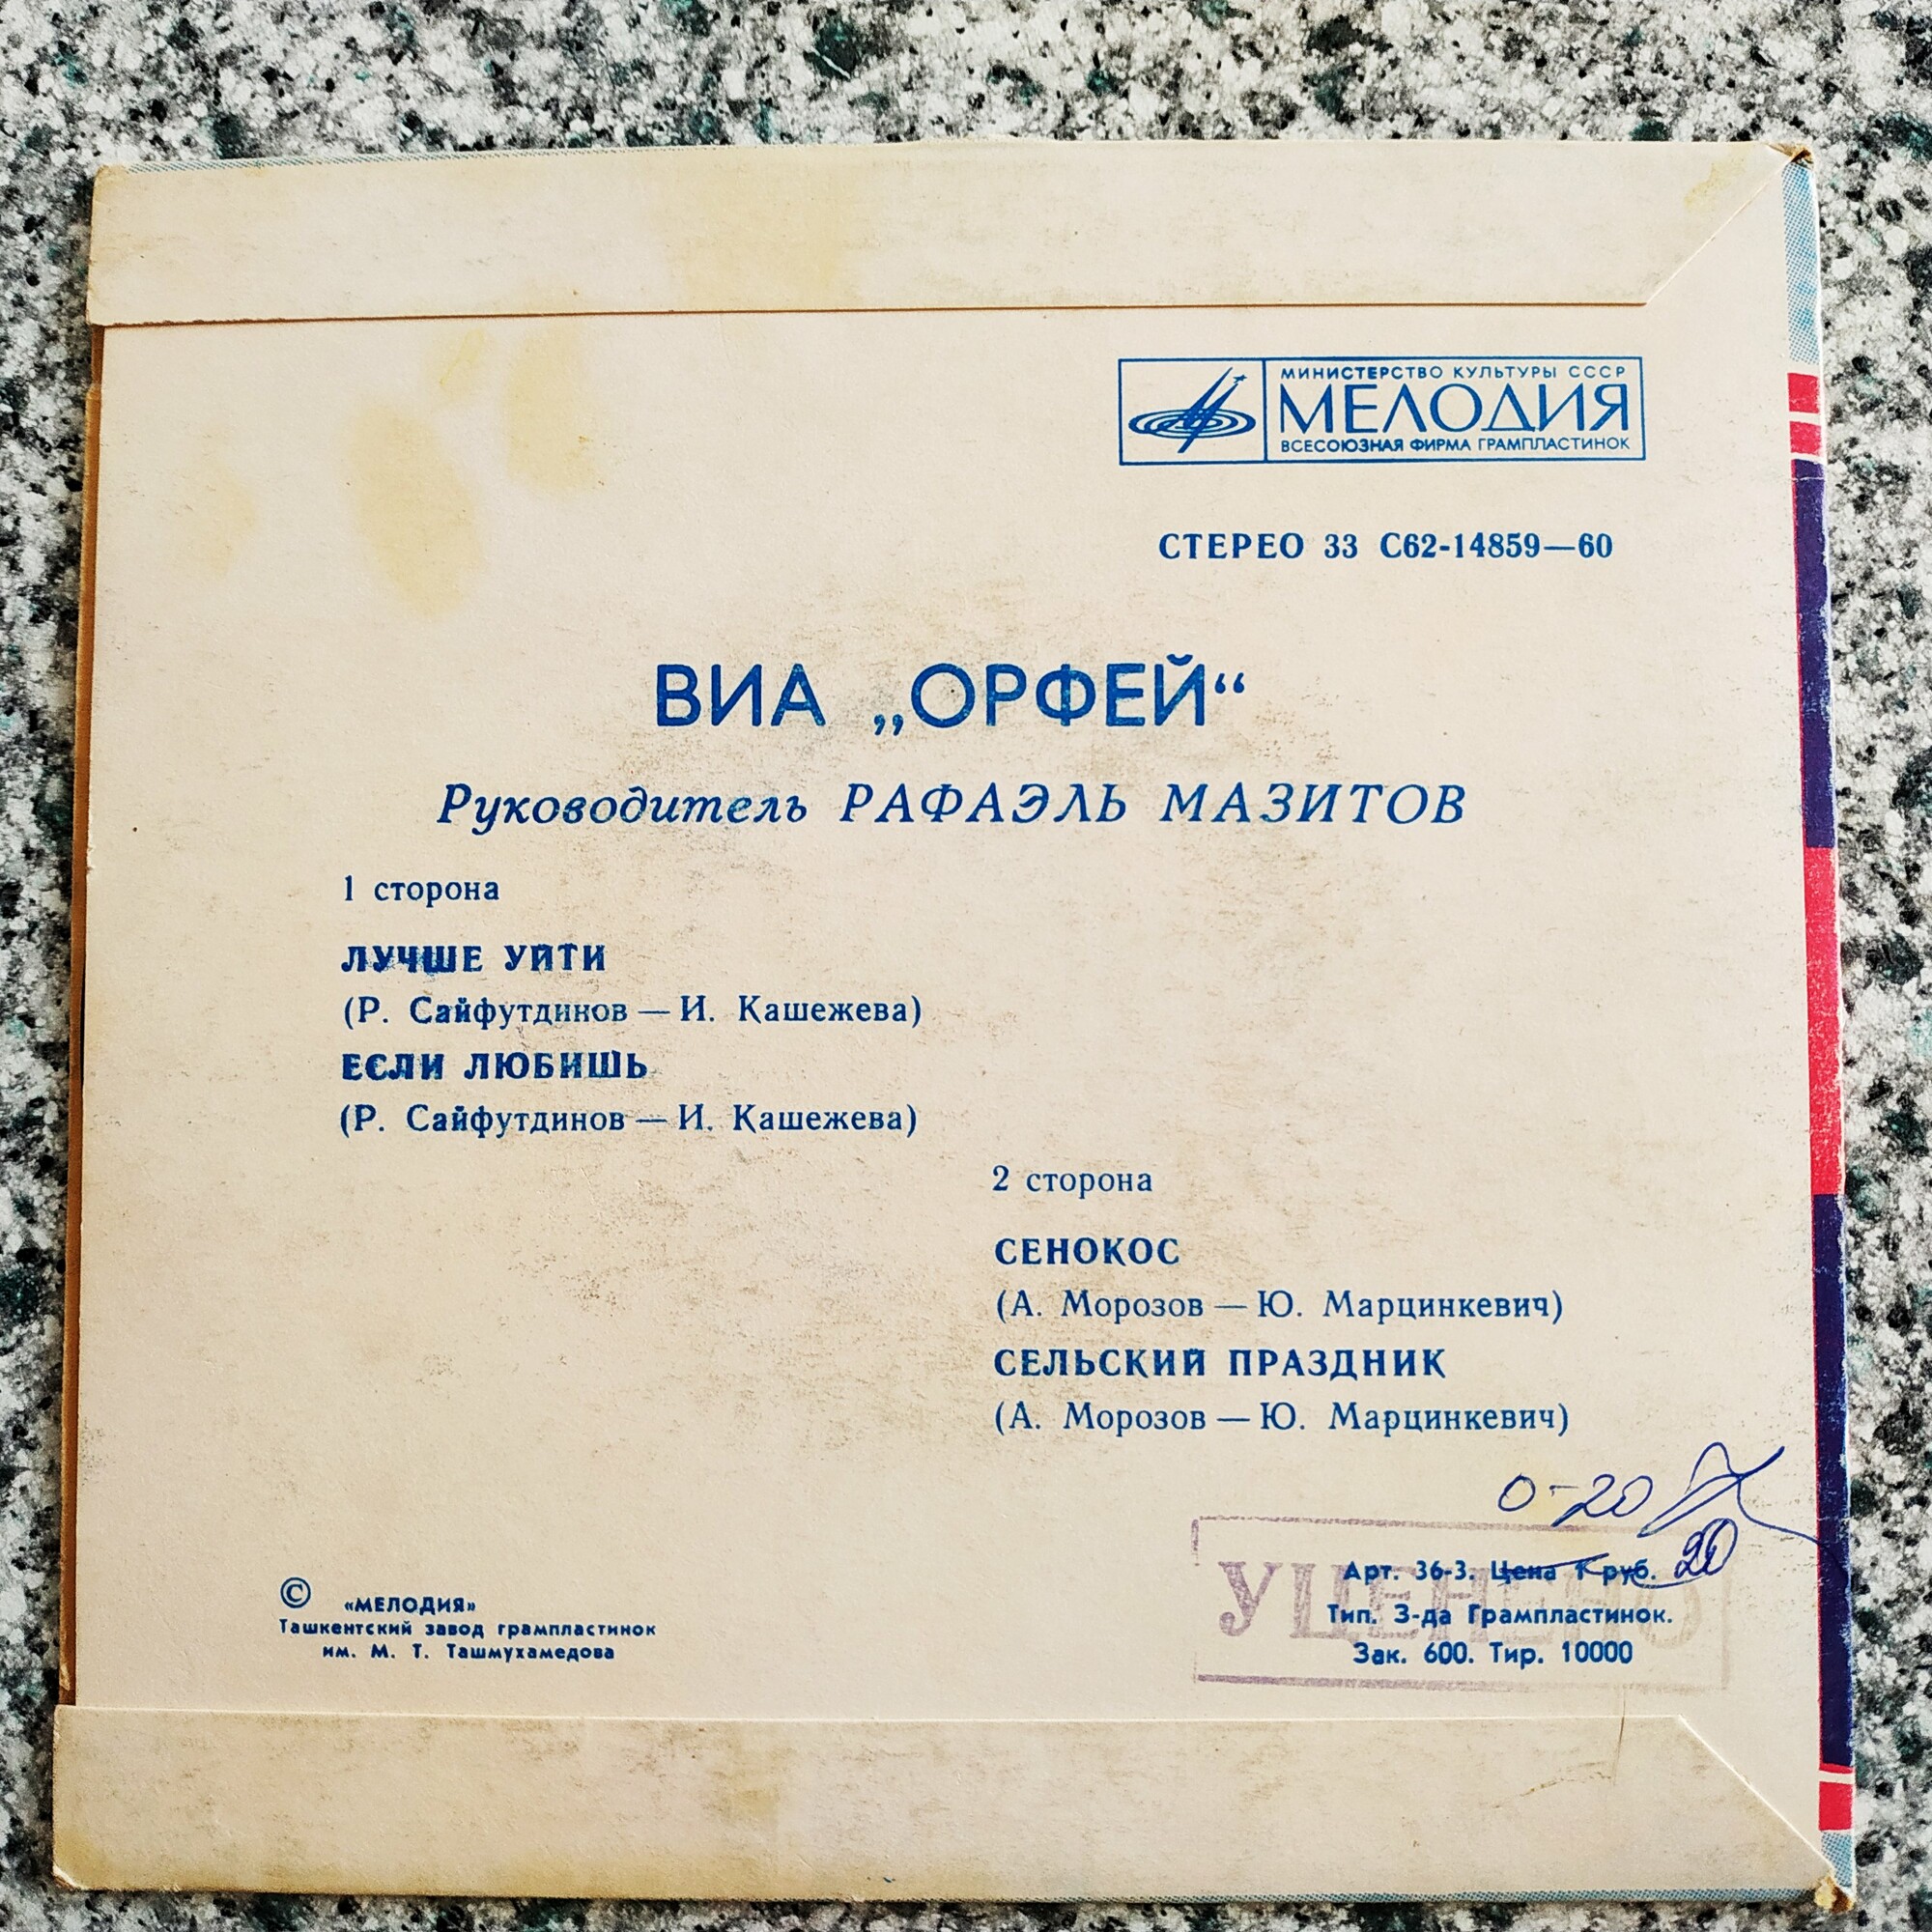 МИНИСТЕРСТВО КУЛЬТУРЫ СССР
МЕЛОДИЯ
ВСЕСОЮЗНАЯ ФИРМА ГРАМПЛАСТИНОК
СТЕРЕО 33 С62-14859—60
ВИА „ОРФЕЙ“
Руководитель РАФАЭЛЬ МАЗИТОВ
1 сторона
ЛУЧШЕ УЙТИ
(Р. Сайфутдинов — И. Кашежева)
ЕСЛИ ЛЮБИШЬ
(Р. Сайфутдинов — И. Кашежева)
2 сторона
СЕНОКОС
(А. Морозов — Ю. Марцинкевич)
СЕЛЬСКИЙ ПРАЗДНИК
(А. Морозов — Ю. Марцинкевич)
0-20
УЦЕНЕНО
Арт. 36-3. Цена 1 руб. 20
Тип. З-да Грампластинок.
Зак. 600. Тир. 10000
© «МЕЛОДИЯ»
Ташкентский завод грампластинок
им. М. Т. Ташмухамедова